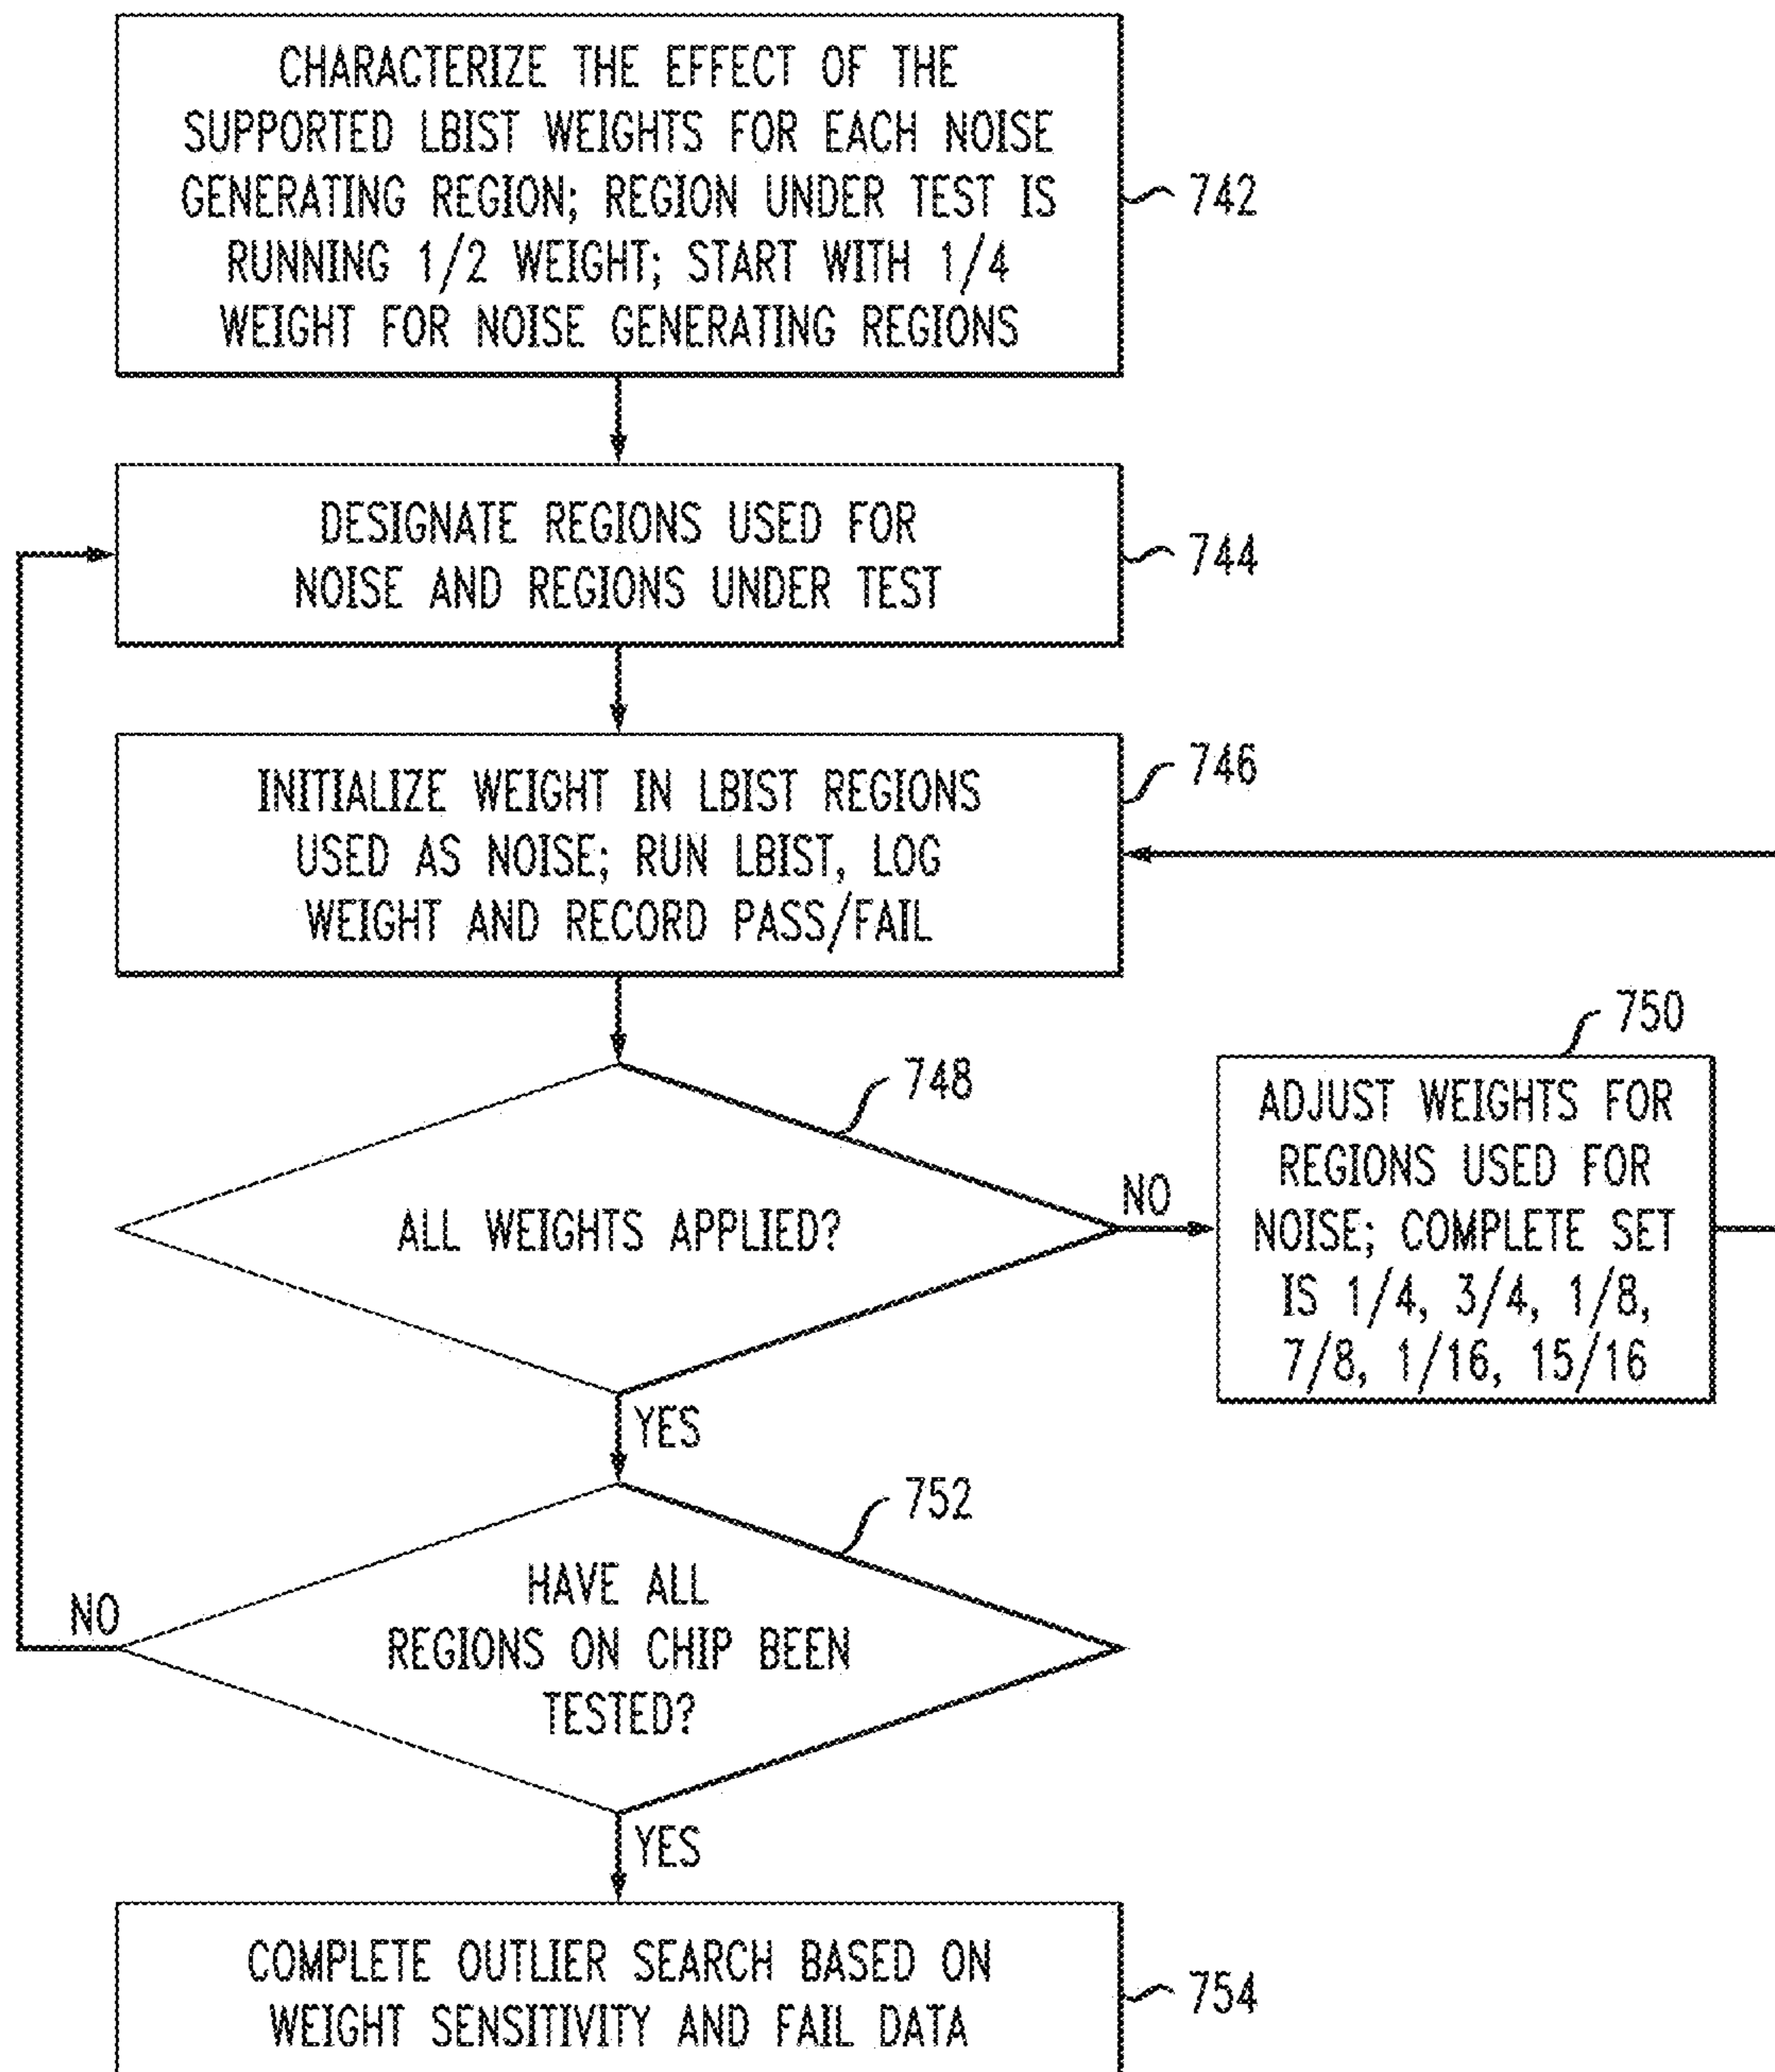 CHARACTERIZE THE EFFECT OF THE
SUPPORTED LBIST WEIGHTS FOR EACH NOISE
GENERATING REGION; REGION UNDER TEST IS
RUNNING 1/2 WEIGHT; START WITH 1/4
WEIGHT FOR NOISE GENERATING REGIONS
742
DESIGNATE REGIONS USED FOR
NOISE AND REGIONS UNDER TEST
744
INITIALIZE WEIGHT IN LBIST REGIONS
USED AS NOISE; RUN LBIST, LOG
WEIGHT AND RECORD PASS/FAIL
746
ALL WEIGHTS APPLIED?
748
NO
ADJUST WEIGHTS FOR
REGIONS USED FOR
NOISE; COMPLETE SET
IS 1/4, 3/4, 1/8,
7/8, 1/16, 15/16
750
YES
HAVE ALL
REGIONS ON CHIP BEEN
TESTED?
752
NO
YES
COMPLETE OUTLIER SEARCH BASED ON
WEIGHT SENSITIVITY AND FAIL DATA
754